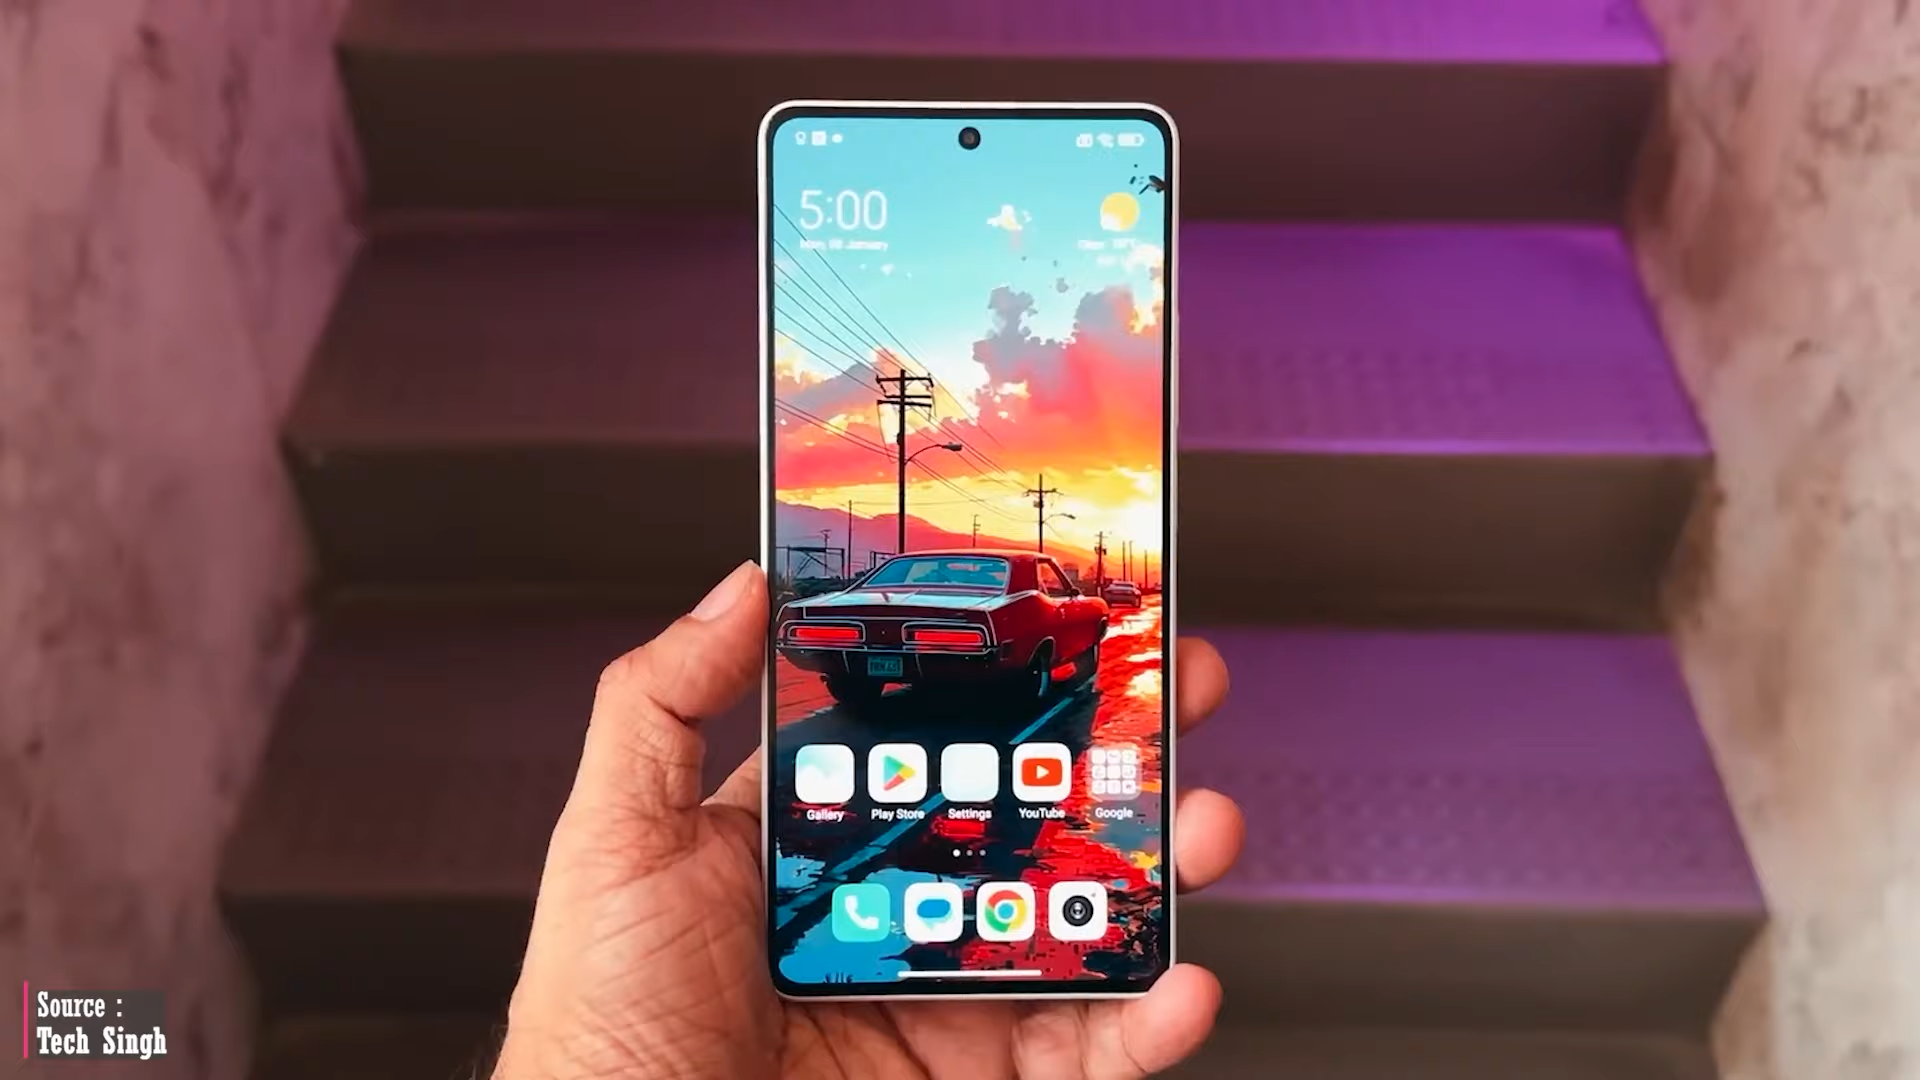 5:00
Gallery
Play Store
Settings
YouTube
Google
Source :
Tech Singh